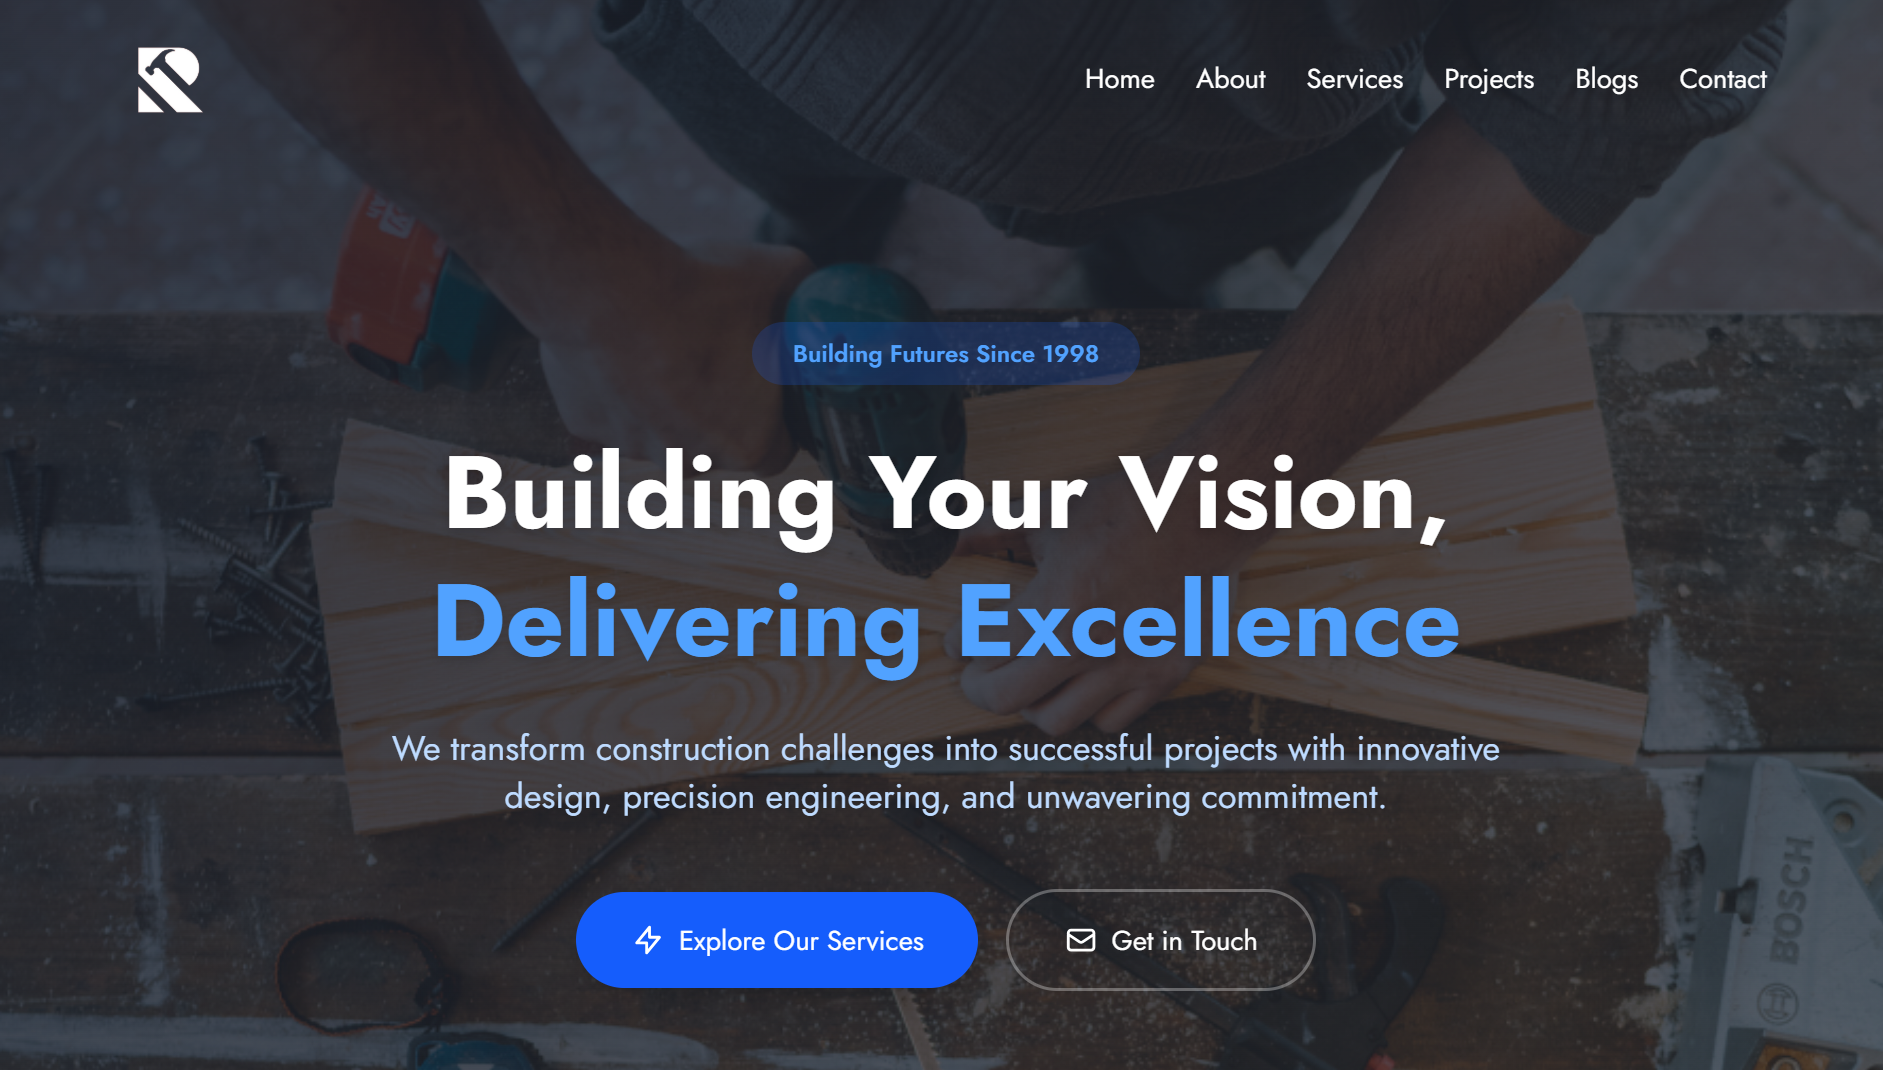 Home About Services Projects Blogs Contact
Building Futures Since 1998
Building Your Vision,
Delivering Excellence
We transform construction challenges into successful projects with innovative
design, precision engineering, and unwavering commitment.
Explore Our Services Get in Touch
BOSCH